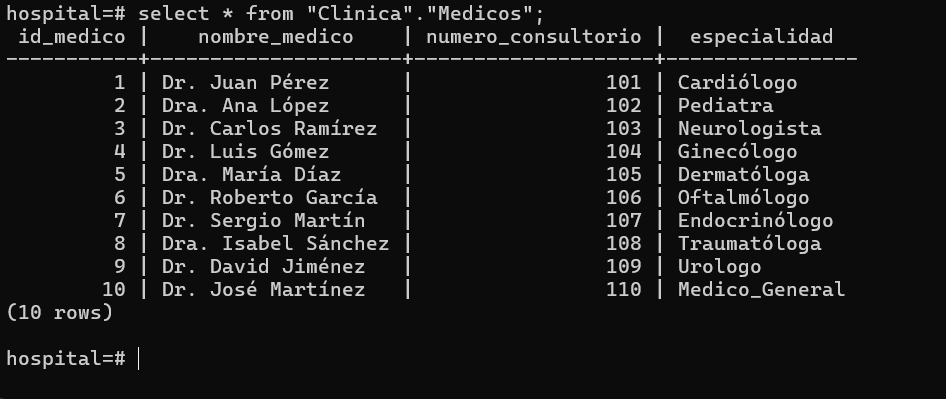 hospital=# select * from "Clinica"."Medicos";
 id_medico |    nombre_medico    | numero_consultorio |  especialidad
-----------+---------------------+--------------------+----------------
         1 | Dr. Juan Pérez      |                101 | Cardiólogo
         2 | Dra. Ana López      |                102 | Pediatra
         3 | Dr. Carlos Ramírez  |                103 | Neurologista
         4 | Dr. Luis Gómez      |                104 | Ginecólogo
         5 | Dra. María Díaz     |                105 | Dermatóloga
         6 | Dr. Roberto García  |                106 | Oftalmólogo
         7 | Dr. Sergio Martín   |                107 | Endocrinólogo
         8 | Dra. Isabel Sánchez |                108 | Traumatóloga
         9 | Dr. David Jiménez   |                109 | Urologo
        10 | Dr. José Martínez   |                110 | Medico_General
(10 rows)

hospital=#